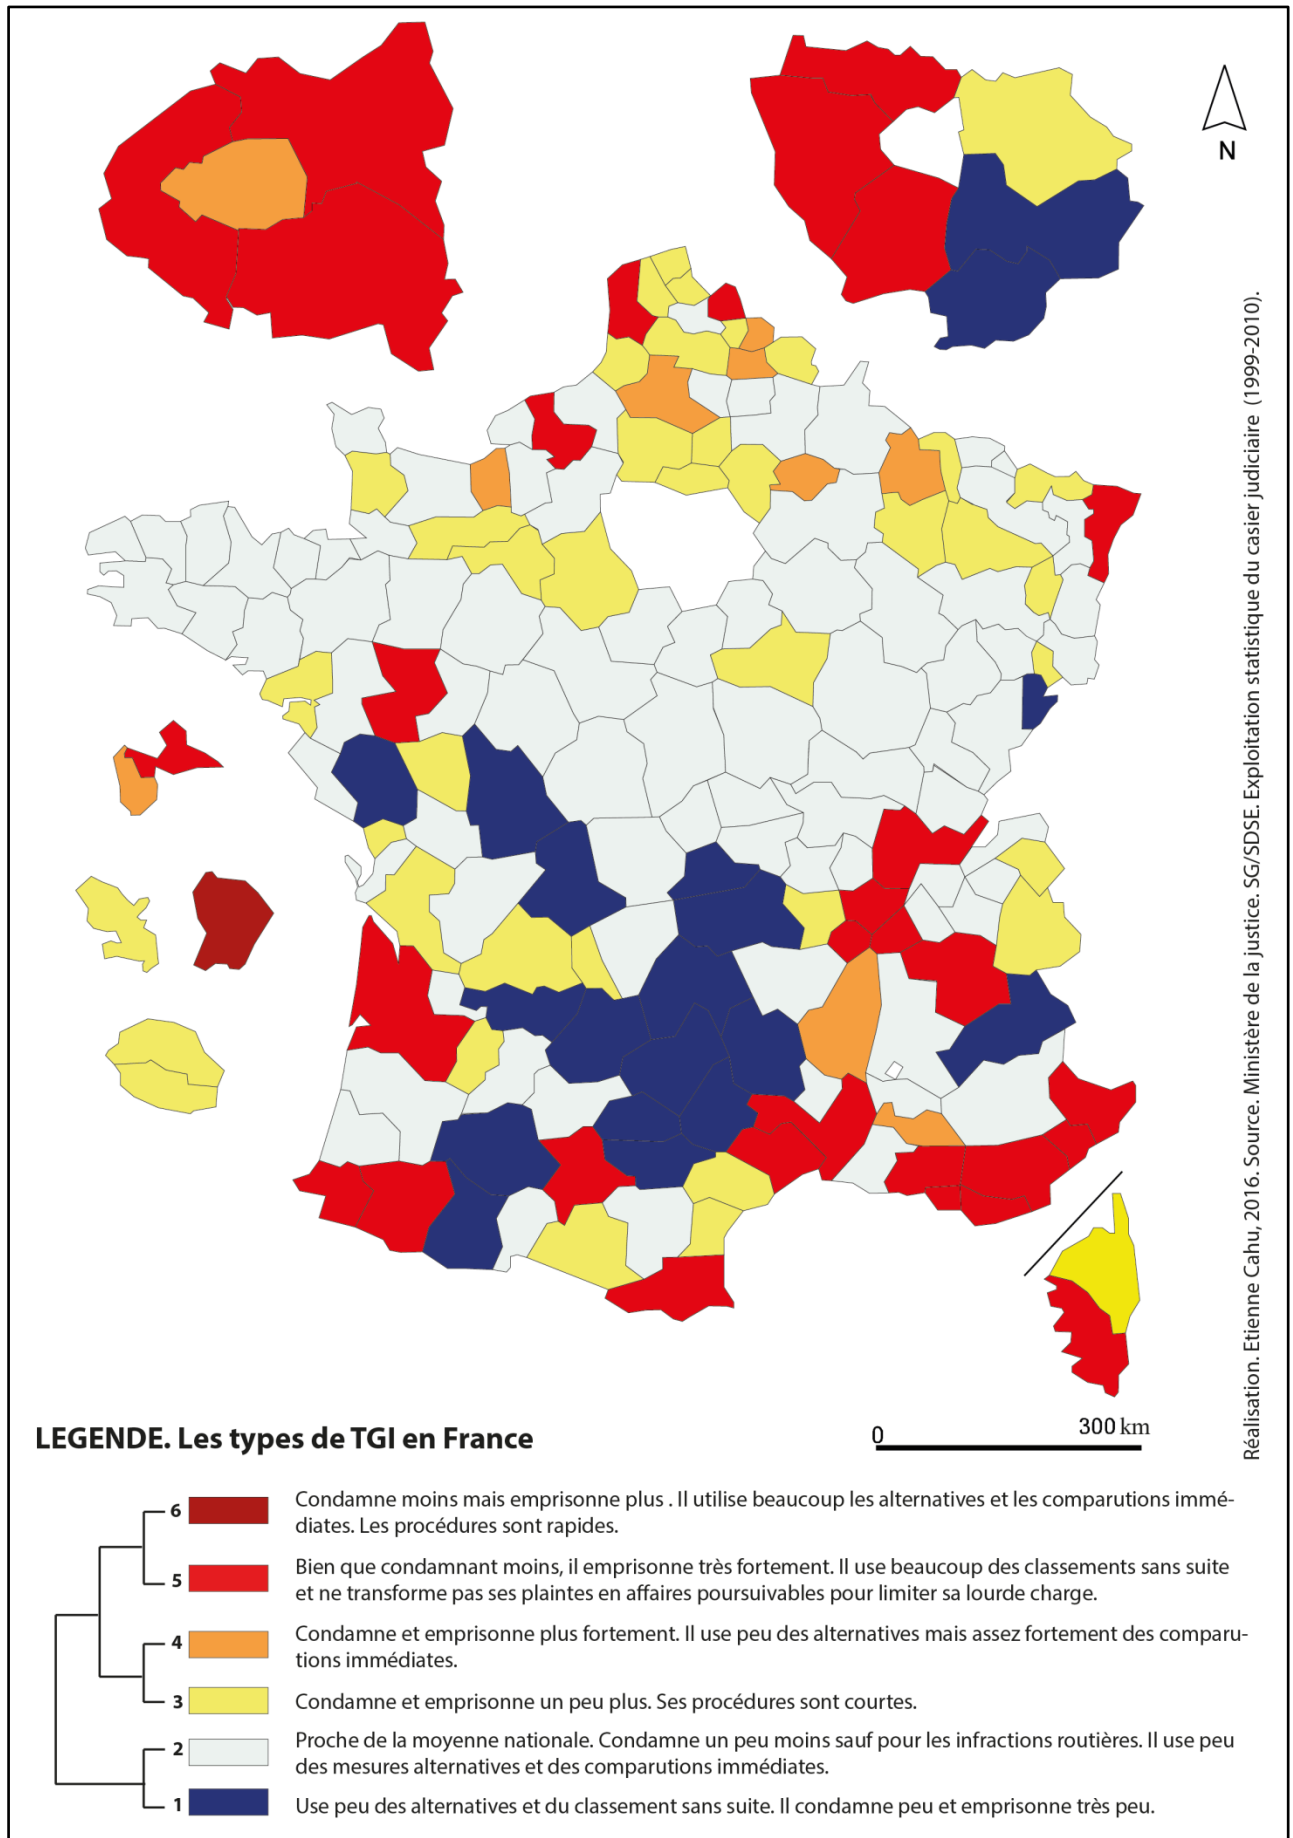 N
Réalisation. Etienne Cahu, 2016. Source. Ministère de la justice. SG/SDSE. Exploitation statistique du casier judiciaire (1999-2010).
LEGENDE. Les types de TGI en France
0 300 km
6 Condamne moins mais emprisonne plus . Il utilise beaucoup les alternatives et les comparutions immé-
diates. Les procédures sont rapides.
5 Bien que condamnant moins, il emprisonne très fortement. Il use beaucoup des classements sans suite
et ne transforme pas ses plaintes en affaires poursuivables pour limiter sa lourde charge.
4 Condamne et emprisonne plus fortement. Il use peu des alternatives mais assez fortement des comparu-
tions immédiates.
3 Condamne et emprisonne un peu plus. Ses procédures sont courtes.
2 Proche de la moyenne nationale. Condamne un peu moins sauf pour les infractions routières. Il use peu
des mesures alternatives et des comparutions immédiates.
1 Use peu des alternatives et du classement sans suite. Il condamne peu et emprisonne très peu.